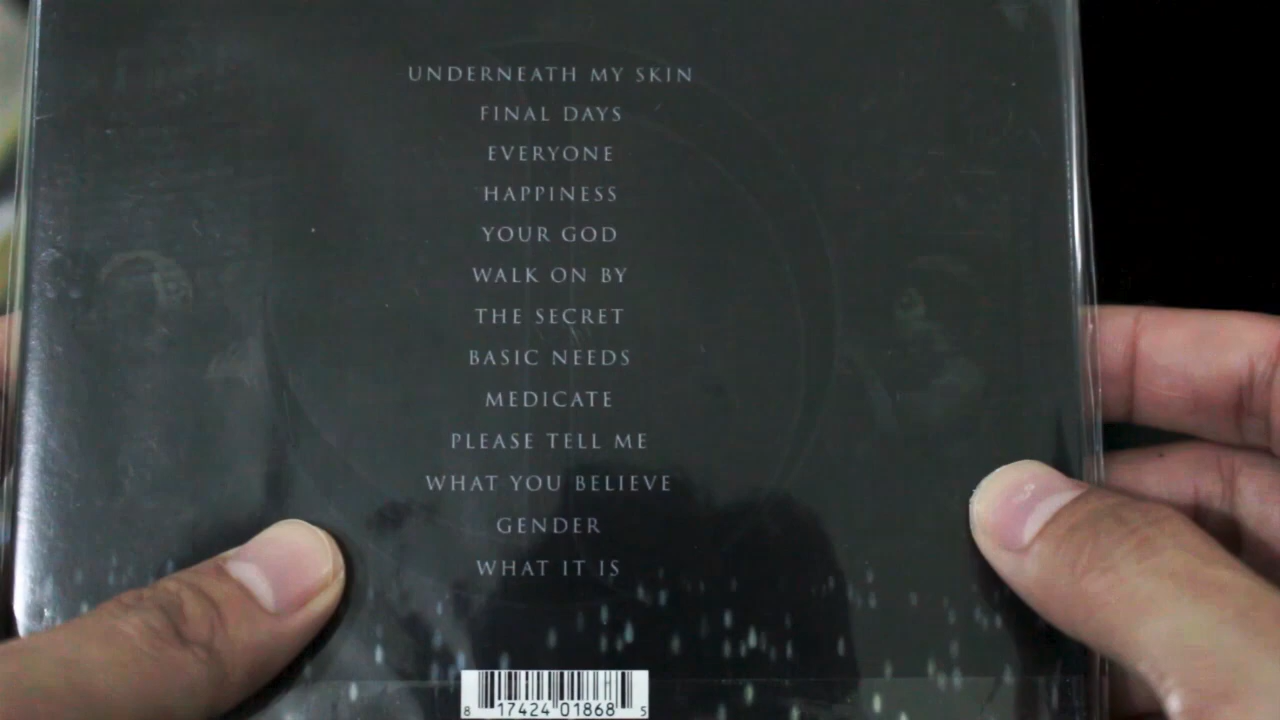 UNDERNEATH MY SKIN
FINAL DAYS
EVERYONE
HAPPINESS
YOUR GOD
WALK ON BY
THE SECRET
BASIC NEEDS
MEDICATE
PLEASE TELL ME
WHAT YOU BELIEVE
GENDER
WHAT IT IS
8 17424 01868 5